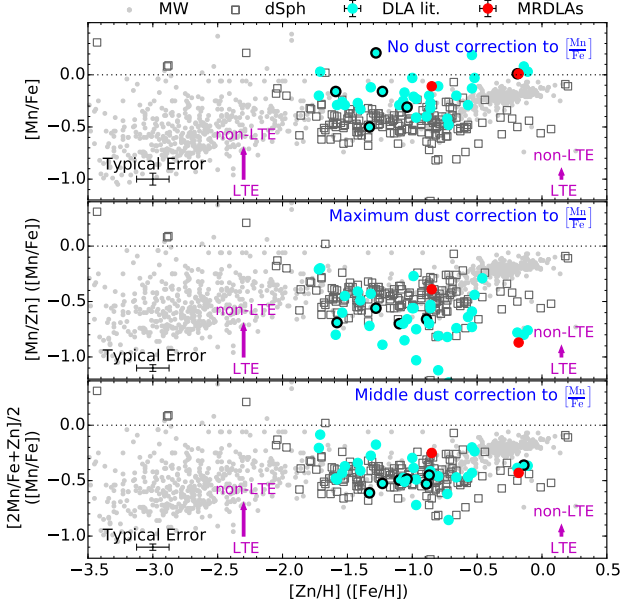 MW dSph DLA lit. MRDLAs
No dust correction to [Mn/Fe]
[Mn/Fe]
0.0
−0.5
−1.0
non-LTE
LTE
non-LTE
LTE
Typical Error
Maximum dust correction to [Mn/Fe]
[Mn/Zn] ([Mn/Fe])
0.0
−0.5
−1.0
non-LTE
LTE
non-LTE
LTE
Typical Error
Middle dust correction to [Mn/Fe]
[2Mn/Fe+Zn]/2
([Mn/Fe])
0.0
−0.5
−1.0
non-LTE
LTE
non-LTE
LTE
Typical Error
−3.5 −3.0 −2.5 −2.0 −1.5 −1.0 −0.5 0.0 0.5
[Zn/H] ([Fe/H])